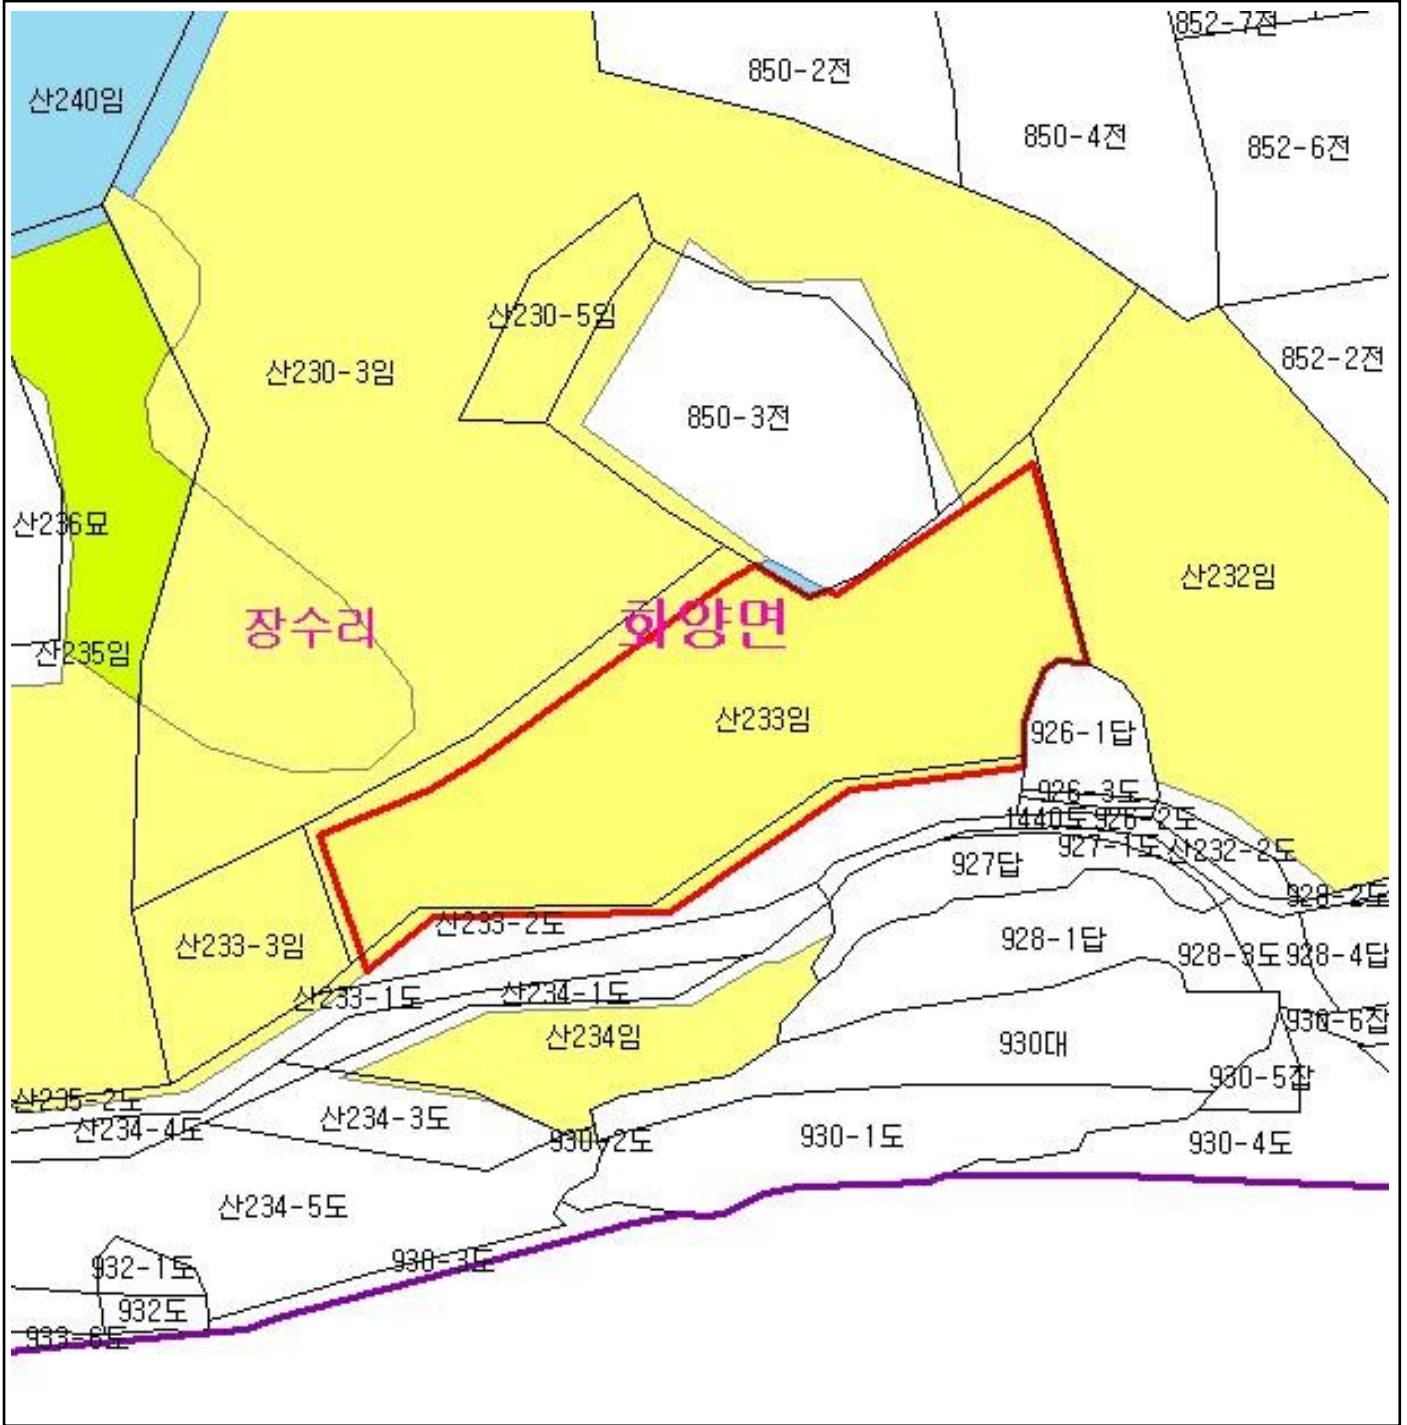 852-7전
850-2전
산240임
850-4전
852-6전
산230-5임
852-2전
산230-3임
850-3전
산236묘
산232임
장수리
화양면
산235임
산233임
926-1답
926-3도
1440도
926-2도
927-1도
산232-2도
927답
928-2도
산233-2도
928-1답
산233-3임
928-3도
928-4답
산233-1도
산234-1도
930-6잡
산234임
930대
930-5잡
산235-2도
산234-3도
산234-4도
930-2도
930-1도
930-4도
산234-5도
930-3도
932-1도
932도
933-6도